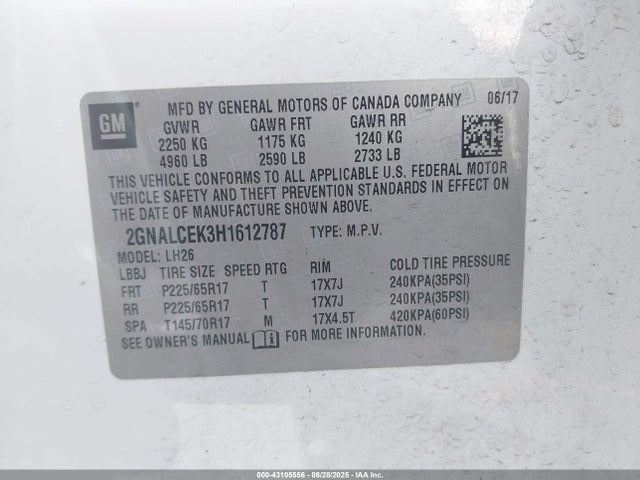 GM
MFD BY GENERAL MOTORS OF CANADA COMPANY 06/17
GVWR GAWR FRT GAWR RR
2250 KG 1175 KG 1240 KG
4960 LB 2590 LB 2733 LB
THIS VEHICLE CONFORMS TO ALL APPLICABLE U.S. FEDERAL MOTOR
VEHICLE SAFETY AND THEFT PREVENTION STANDARDS IN EFFECT ON
THE DATE OF MANUFACTURE SHOWN ABOVE.
2GNALCEK3H1612787 TYPE: M.P.V.
MODEL: LH26
LBBJ TIRE SIZE SPEED RTG RIM COLD TIRE PRESSURE
FRT P225/65R17 T 17X7J 240KPA(35PSI)
RR P225/65R17 T 17X7J 240KPA(35PSI)
SPA T145/70R17 M 17X4.5T 420KPA(60PSI)
SEE OWNER'S MANUAL FOR MORE INFORMATION.
000-43105556 - 08/28/2025 - IAAI.COM